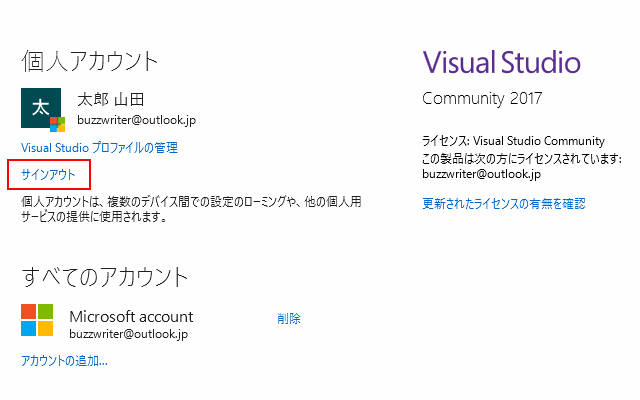 個人アカウント
太
太郎 山田
buzzwriter@outlook.jp
Visual Studio プロファイルの管理
サインアウト
個人アカウントは、複数のデバイス間での設定のローミングや、他の個人用
サービスの提供に使用されます。
すべてのアカウント
Microsoft account
buzzwriter@outlook.jp
削除
アカウントの追加...
Visual Studio
Community 2017
ライセンス: Visual Studio Community
この製品は次の方にライセンスされています:
buzzwriter@outlook.jp
更新されたライセンスの有無を確認